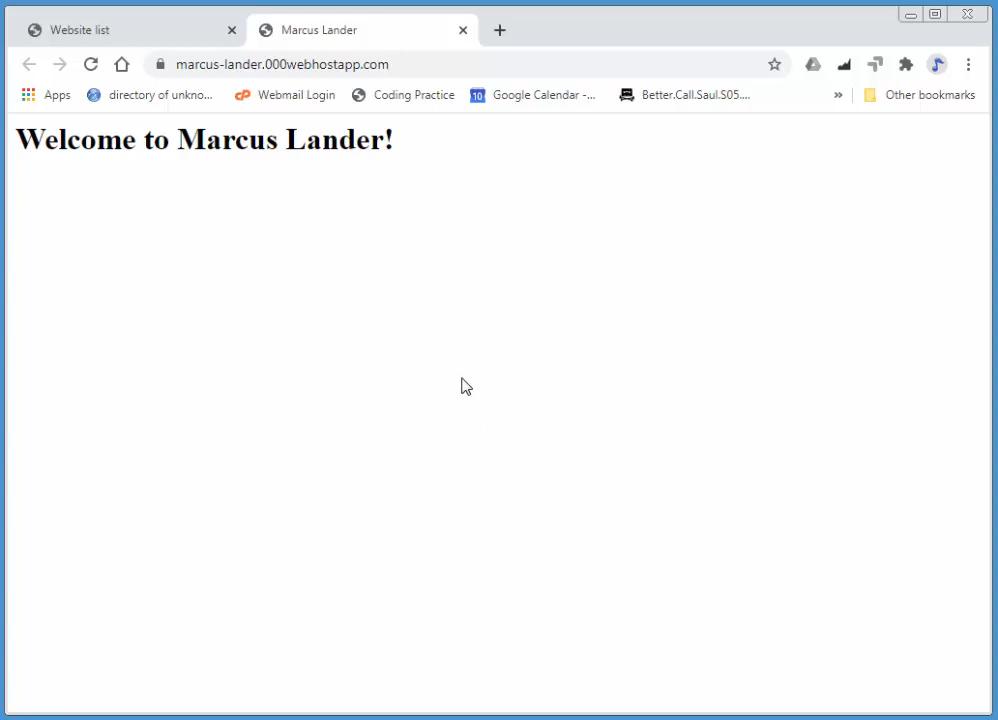 Website list
Marcus Lander
marcus-lander.000webhostapp.com
Apps directory of unkno... Webmail Login Coding Practice 10 Google Calendar -... Better.Call.Saul.S05.... » Other bookmarks
Welcome to Marcus Lander!